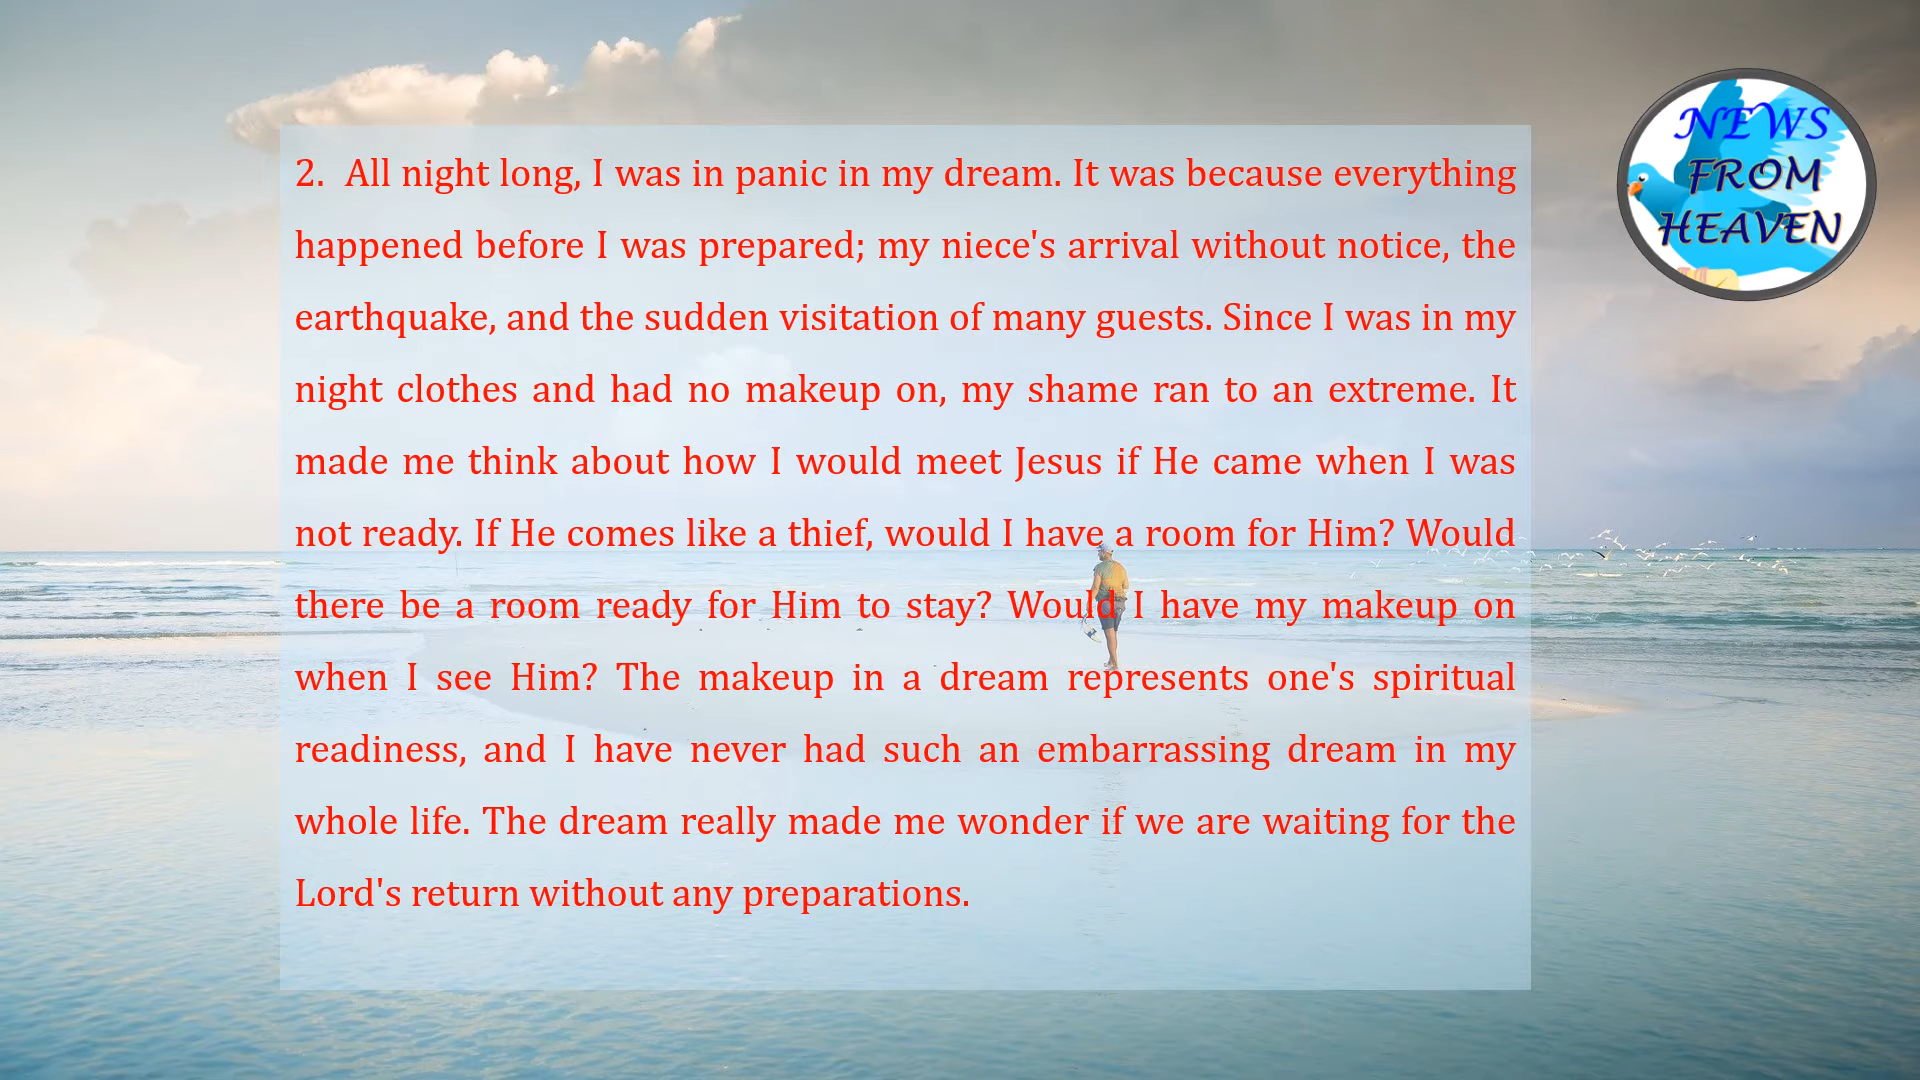 2. All night long, I was in panic in my dream. It was because everything
happened before I was prepared; my niece's arrival without notice, the
earthquake, and the sudden visitation of many guests. Since I was in my
night clothes and had no makeup on, my shame ran to an extreme. It
made me think about how I would meet Jesus if He came when I was
not ready. If He comes like a thief, would I have a room for Him? Would
there be a room ready for Him to stay? Would I have my makeup on
when I see Him? The makeup in a dream represents one's spiritual
readiness, and I have never had such an embarrassing dream in my
whole life. The dream really made me wonder if we are waiting for the
Lord's return without any preparations.
NEWS
FROM
HEAVEN